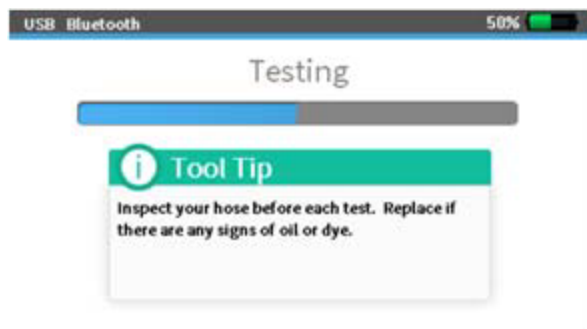 USB Bluetooth 50%
Testing
i Tool Tip
Inspect your hose before each test. Replace if
there are any signs of oil or dye.